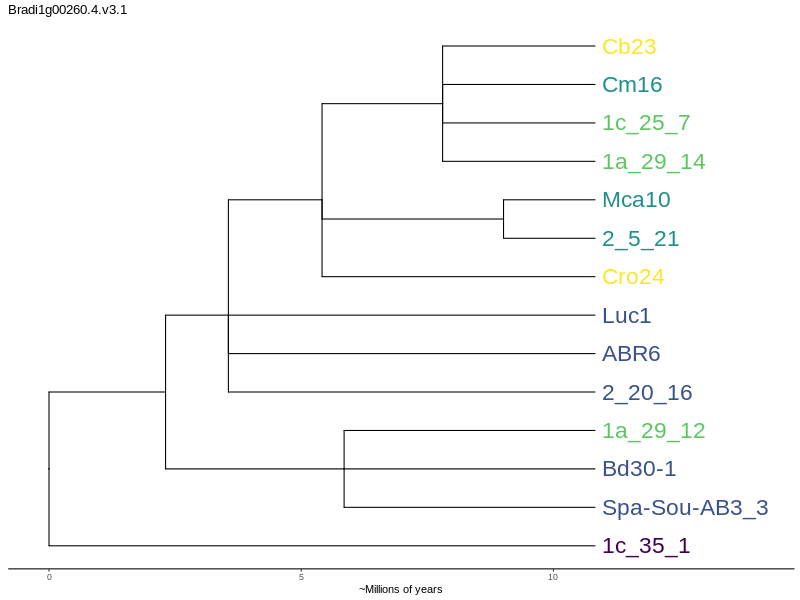 Bradi1g00260.4.v3.1
Cb23
Cm16
1c_25_7
1a_29_14
Mca10
2_5_21
Cro24
Luc1
ABR6
2_20_16
1a_29_12
Bd30-1
Spa-Sou-AB3_3
1c_35_1
0 5 10
~Millions of years